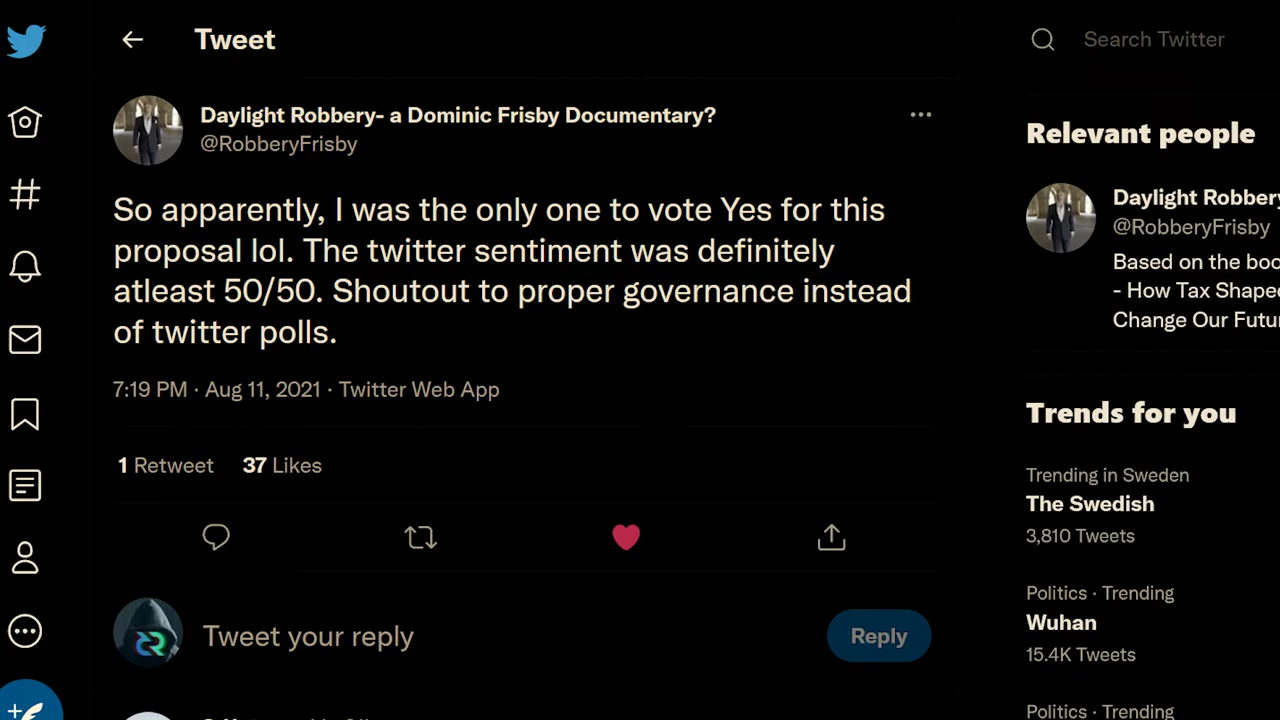 Tweet
Search Twitter
Daylight Robbery- a Dominic Frisby Documentary?
@RobberyFrisby
So apparently, I was the only one to vote Yes for this
proposal lol. The twitter sentiment was definitely
atleast 50/50. Shoutout to proper governance instead
of twitter polls.
7:19 PM · Aug 11, 2021 · Twitter Web App
1 Retweet 37 Likes
Tweet your reply
Reply
Relevant people
Daylight Robbery
@RobberyFrisby
Based on the boo
- How Tax Shaped
Change Our Futu
Trends for you
Trending in Sweden
The Swedish
3,810 Tweets
Politics · Trending
Wuhan
15.4K Tweets
Politics · Trending